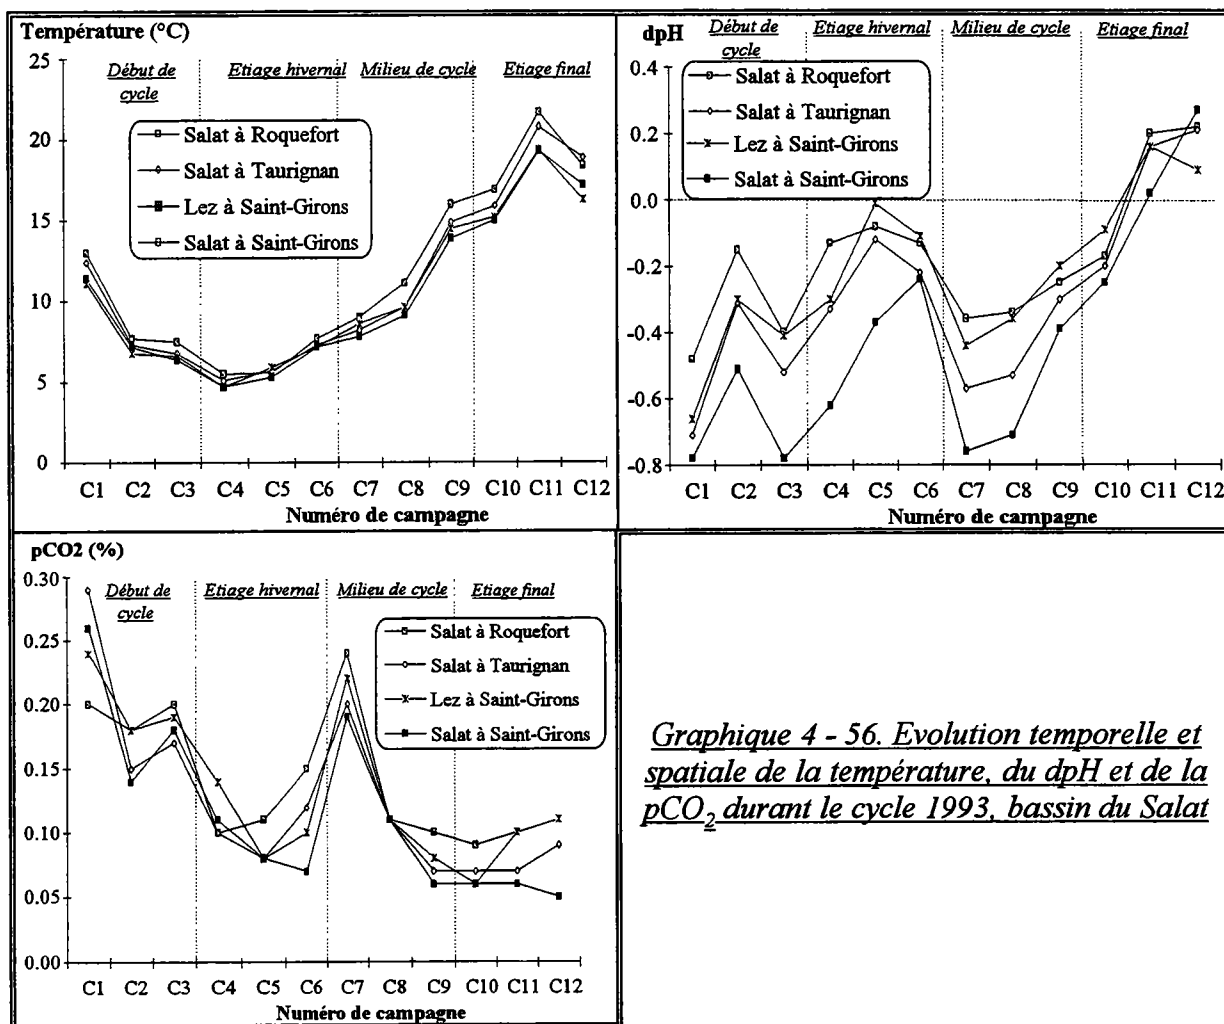 Température (°C)
Début de
cycle
Etiage hivernal
Milieu de cycle
Etiage final
25
20
15
10
5
0
Salat à Roquefort
Salat à Taurignan
Lez à Saint-Girons
Salat à Saint-Girons
C1 C2 C3 C4 C5 C6 C7 C8 C9 C10 C11 C12
Numéro de campagne
dpH
Début de
cycle
Etiage hivernal
Milieu de cycle
Etiage final
0.4
0.2
0.0
-0.2
-0.4
-0.6
-0.8
Salat à Roquefort
Salat à Taurignan
Lez à Saint-Girons
Salat à Saint-Girons
C1 C2 C3 C4 C5 C6 C7 C8 C9 C10 C11 C12
Numéro de campagne
pCO2 (%)
Début de
cycle
Etiage hivernal
Milieu de cycle
Etiage final
0.30
0.25
0.20
0.15
0.10
0.05
0.00
Salat à Roquefort
Salat à Taurignan
Lez à Saint-Girons
Salat à Saint-Girons
C1 C2 C3 C4 C5 C6 C7 C8 C9 C10 C11 C12
Numéro de campagne
Graphique 4 - 56. Evolution temporelle et
spatiale de la température, du dpH et de la
pCO₂ durant le cycle 1993, bassin du Salat